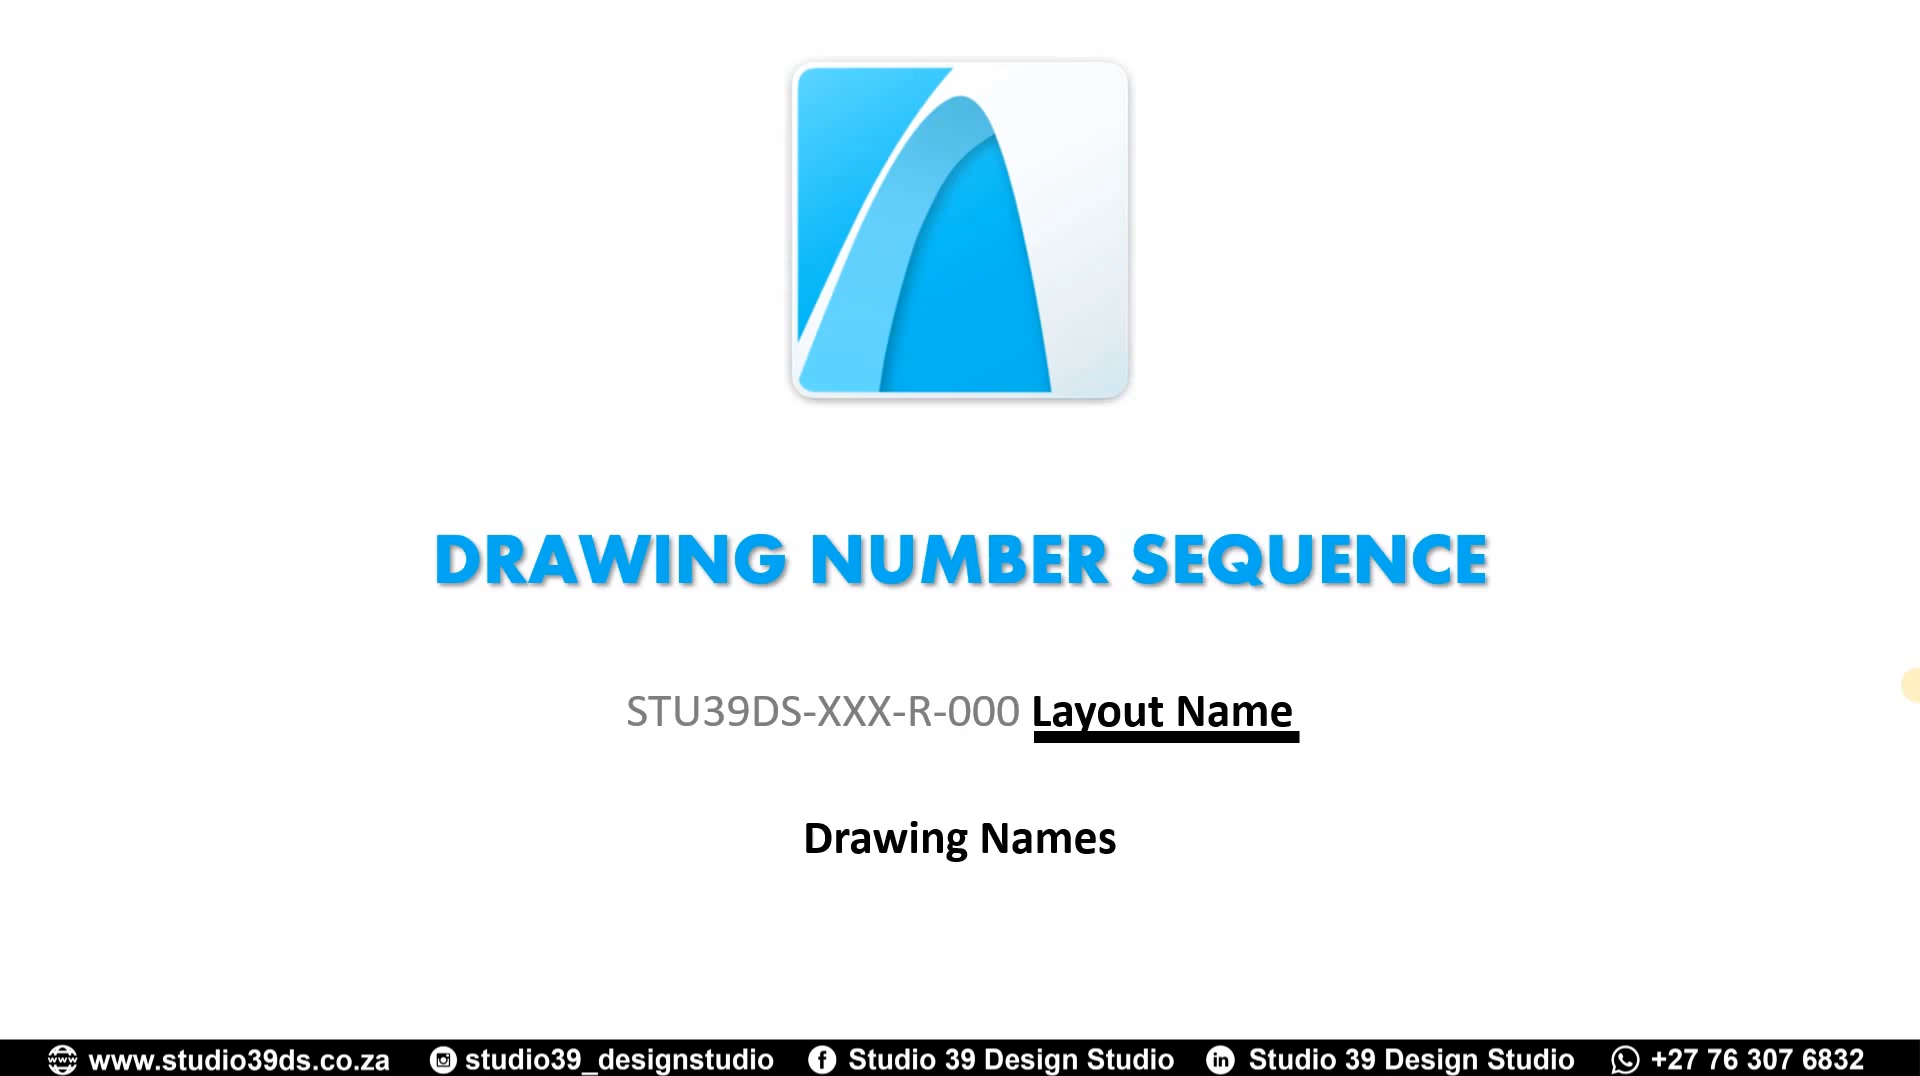 DRAWING NUMBER SEQUENCE
STU39DS-XXX-R-000 Layout Name
Drawing Names
www.studio39ds.co.za studio39_designstudio Studio 39 Design Studio Studio 39 Design Studio +27 76 307 6832